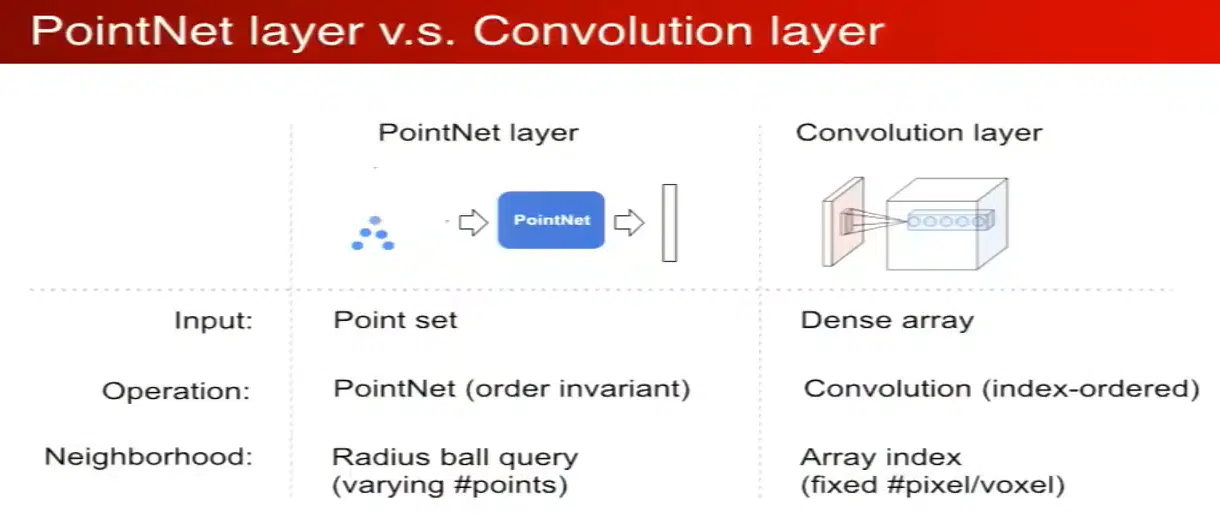 PointNet layer v.s. Convolution layer
PointNet layer
Convolution layer
PointNet
Input:
Point set
Dense array
Operation:
PointNet (order invariant)
Convolution (index-ordered)
Neighborhood:
Radius ball query
(varying #points)
Array index
(fixed #pixel/voxel)